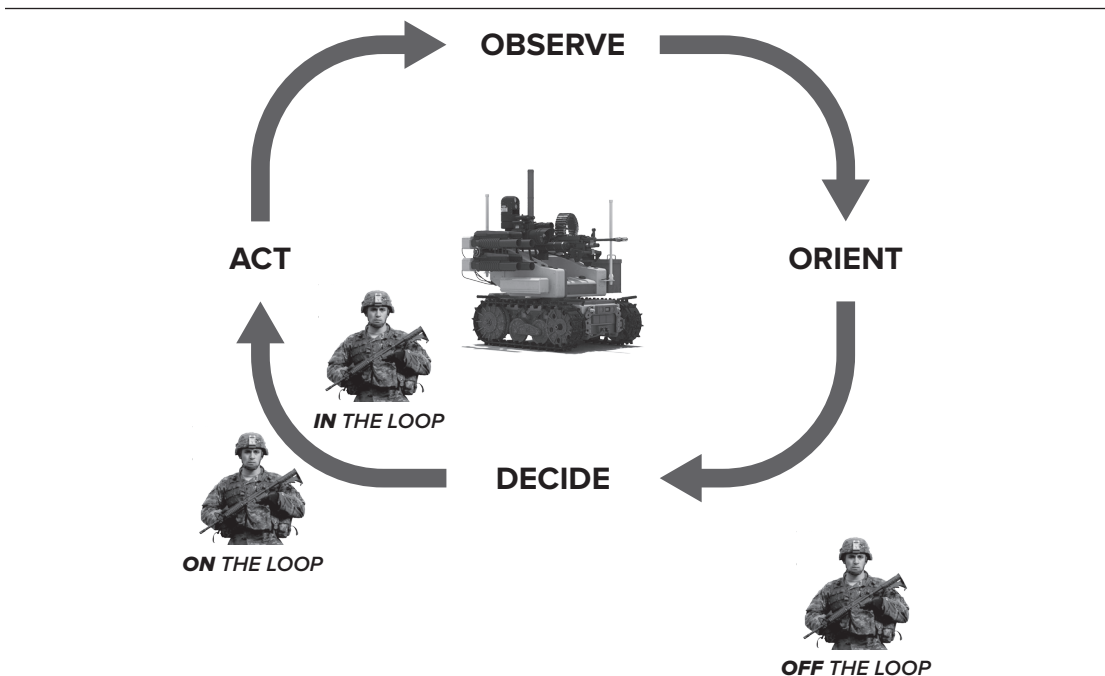 OBSERVE
ACT
ORIENT
IN THE LOOP
DECIDE
ON THE LOOP
OFF THE LOOP